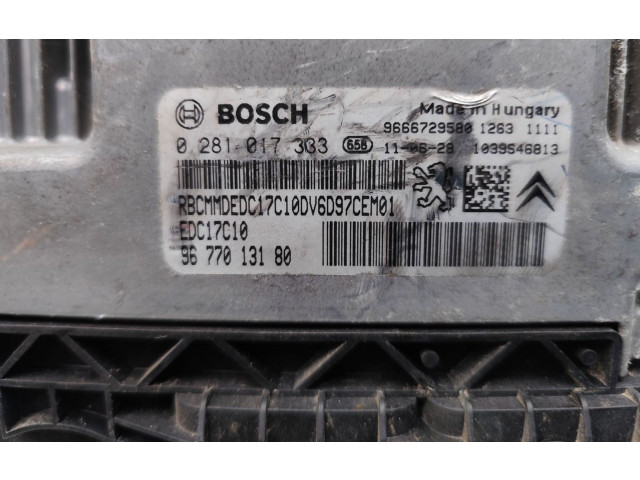 BOSCH
Made in Hungary
9666729580 1263 1111
0 281 017 333 656 11-06-28 1039S46813
RBCMMDEDC17C10DV6D97CEM01
EDC17C10
96 770 131 80